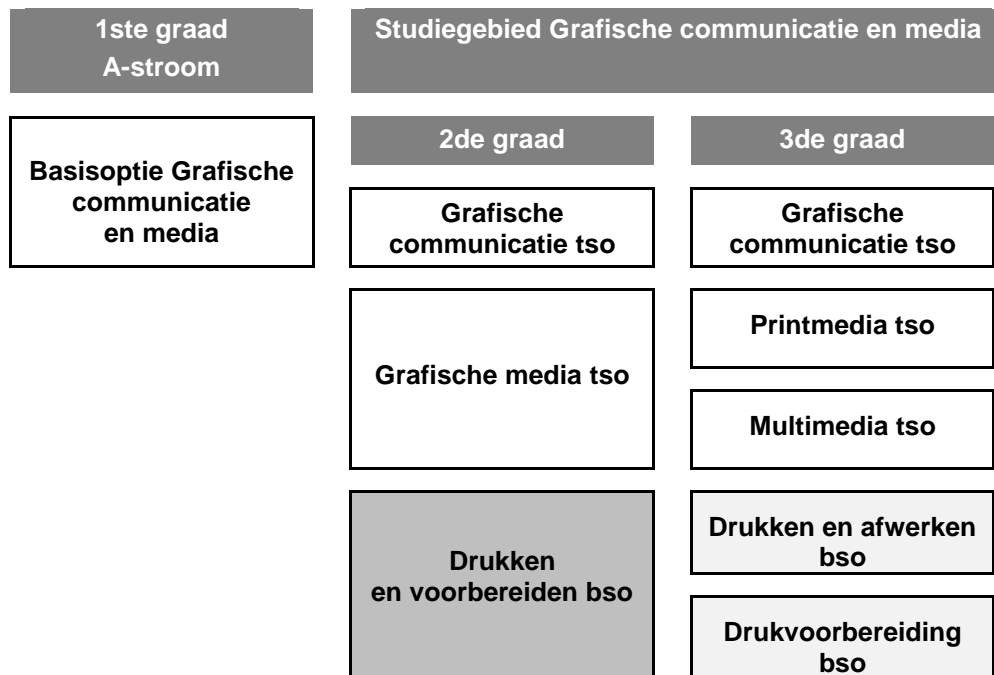 1ste graad
A-stroom
Studiegebied Grafische communicatie en media
Basisoptie Grafische
communicatie
en media
2de graad
3de graad
Grafische
communicatie tso
Grafische
communicatie tso
Grafische media tso
Printmedia tso
Multimedia tso
Drukken
en voorbereiden bso
Drukken en afwerken
bso
Drukvoorbereiding
bso